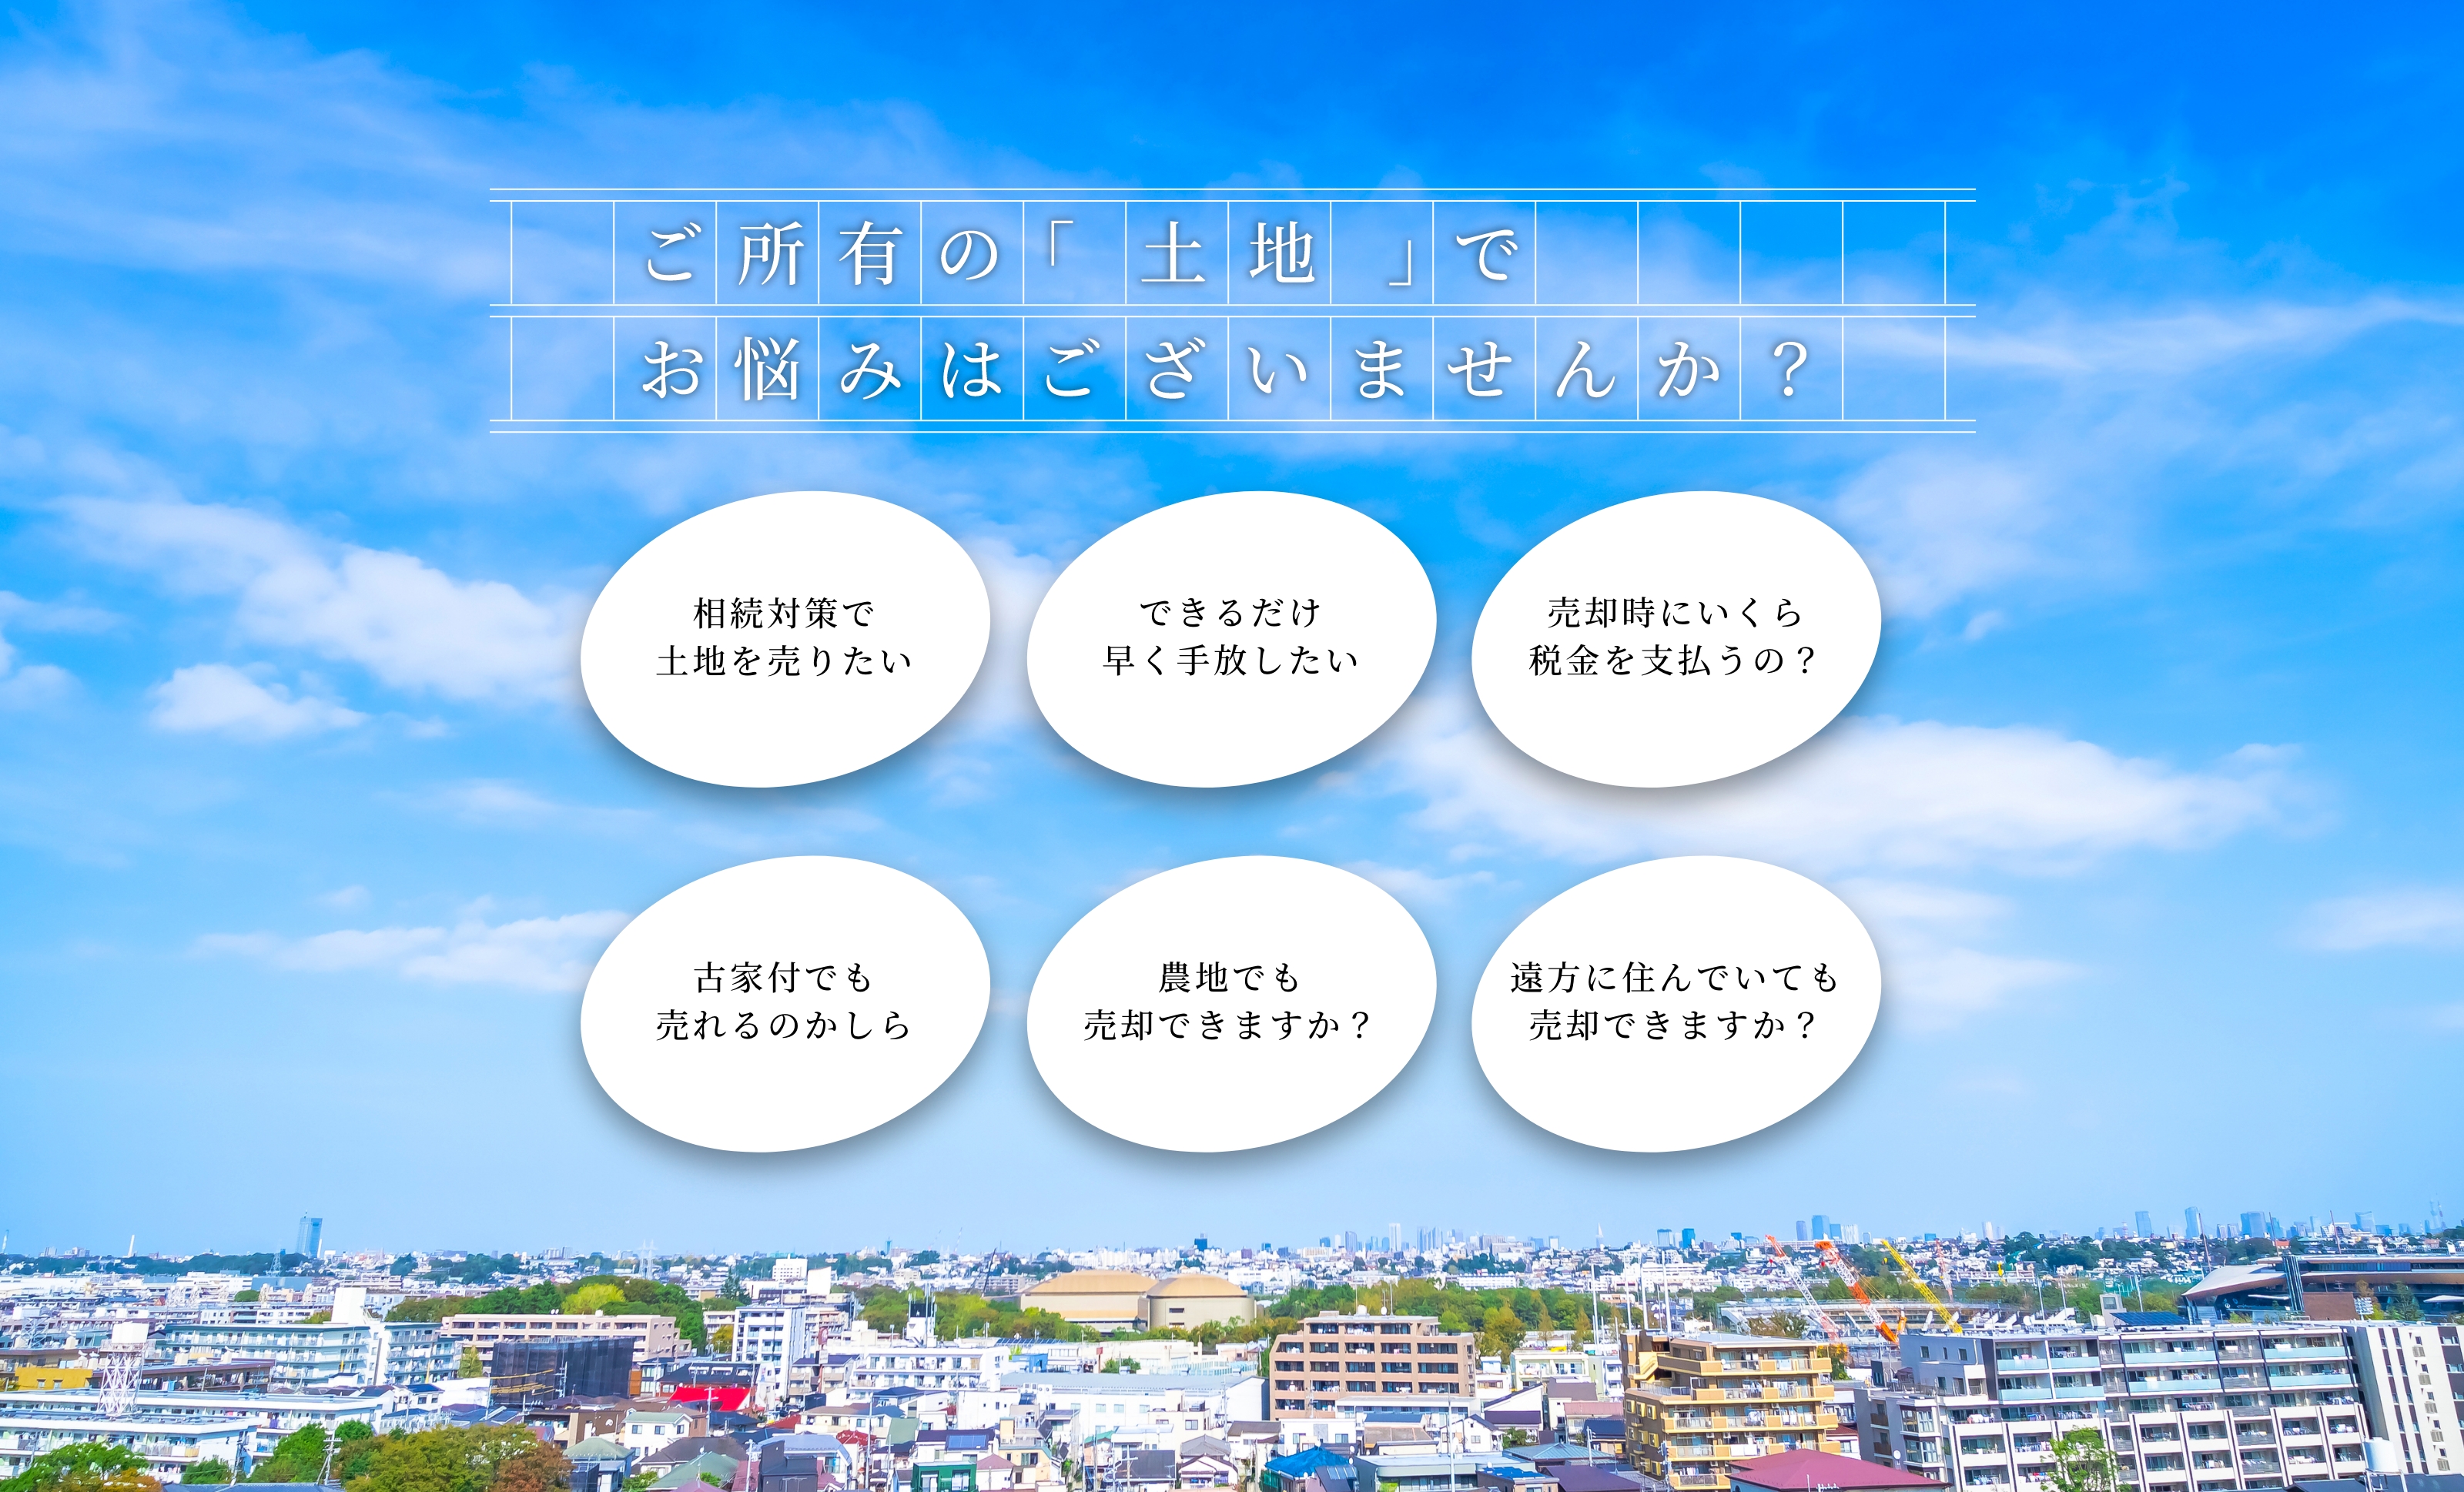 ご所有の「土地」で
お悩みはございませんか？
相続対策で
土地を売りたい
できるだけ
早く手放したい
売却時にいくら
税金を支払うの？
古家付でも
売れるのかしら
農地でも
売却できますか？
遠方に住んでいても
売却できますか？